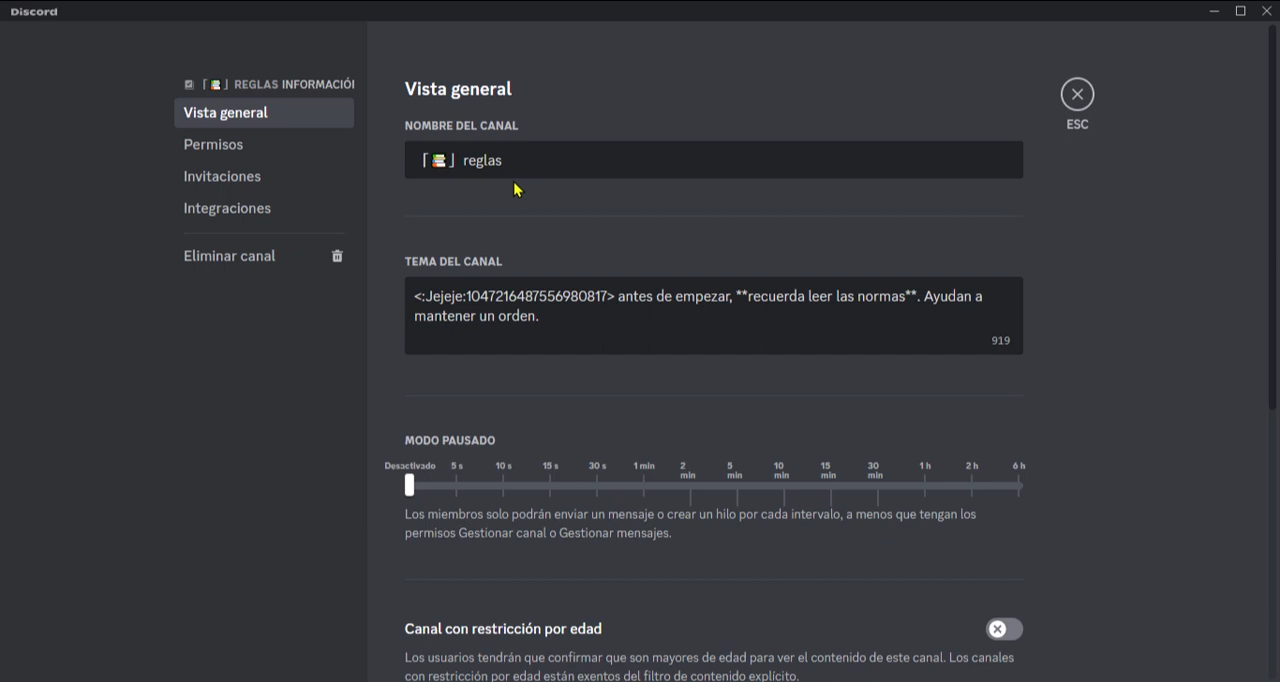 Discord
⎡📚⎦ REGLAS INFORMACIÓ
Vista general
Permisos
Invitaciones
Integraciones
Eliminar canal
Vista general
ESC
NOMBRE DEL CANAL
⎡📚⎦ reglas
TEMA DEL CANAL
<:Jejeje:1047216487556980817> antes de empezar, **recuerda leer las normas**. Ayudan a
mantener un orden.
919
MODO PAUSADO
Desactivado 5 s 10 s 15 s 30 s 1 min 2 min 5 min 10 min 15 min 30 min 1 h 2 h 6 h
Los miembros solo podrán enviar un mensaje o crear un hilo por cada intervalo, a menos que tengan los
permisos Gestionar canal o Gestionar mensajes.
Canal con restricción por edad
Los usuarios tendrán que confirmar que son mayores de edad para ver el contenido de este canal. Los canales
con restricción por edad están exentos del filtro de contenido explícito.